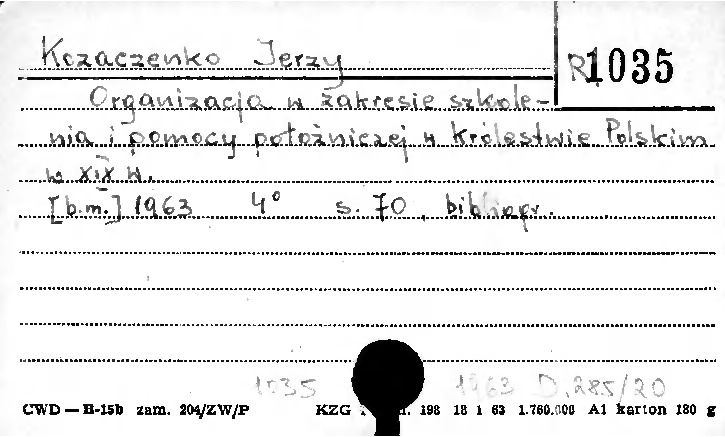 Kozaczenko Jerzy
R1035
Organizacja w zakresie szkole-
nia i pomocy położniczej w Królestwie Polskim
w XIX w.
[b.m.] 1963 4° s. 70, bibliogr.
1035 1963 D.285/20
CWD — H-15b zam. 204/ZW/P KZG 198 18 i 63 1.760.000 A1 karton 180 g